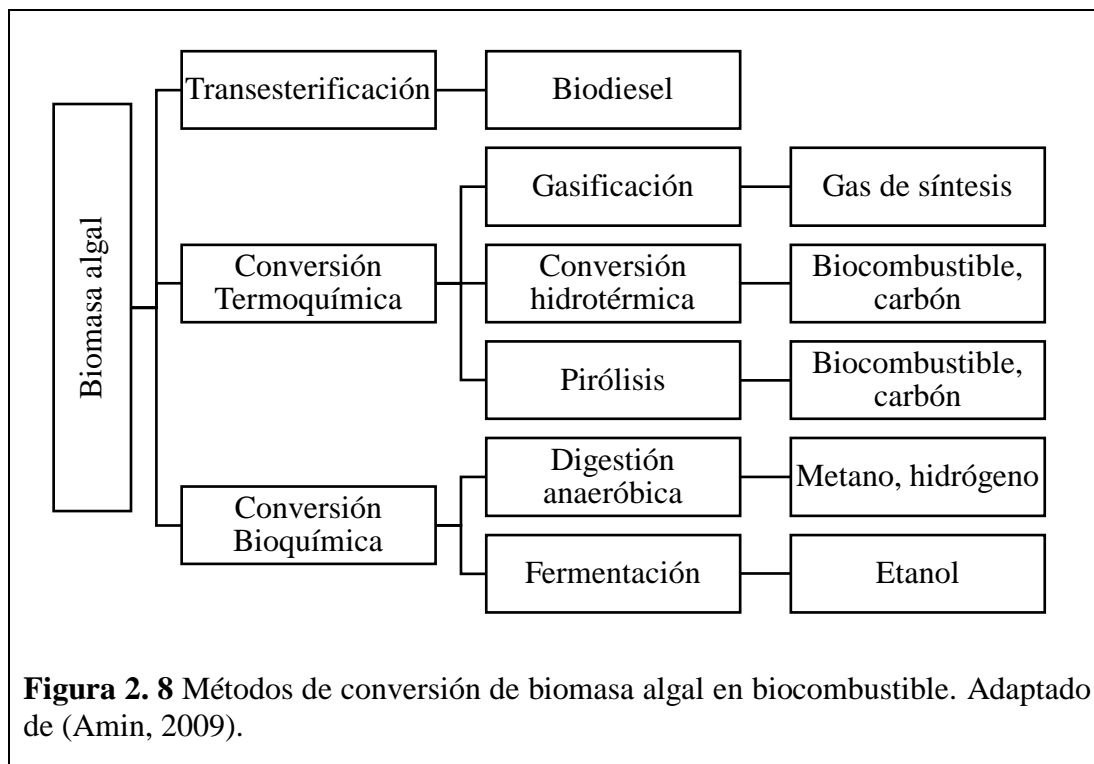 Biomasa algal
Transesterificación
Biodiesel
Conversión
Termoquímica
Gasificación
Gas de síntesis
Conversión
hidrotérmica
Biocombustible,
carbón
Pirólisis
Biocombustible,
carbón
Conversión
Bioquímica
Digestión
anaeróbica
Metano, hidrógeno
Fermentación
Etanol
Figura 2. 8 Métodos de conversión de biomasa algal en biocombustible. Adaptado
de (Amin, 2009).